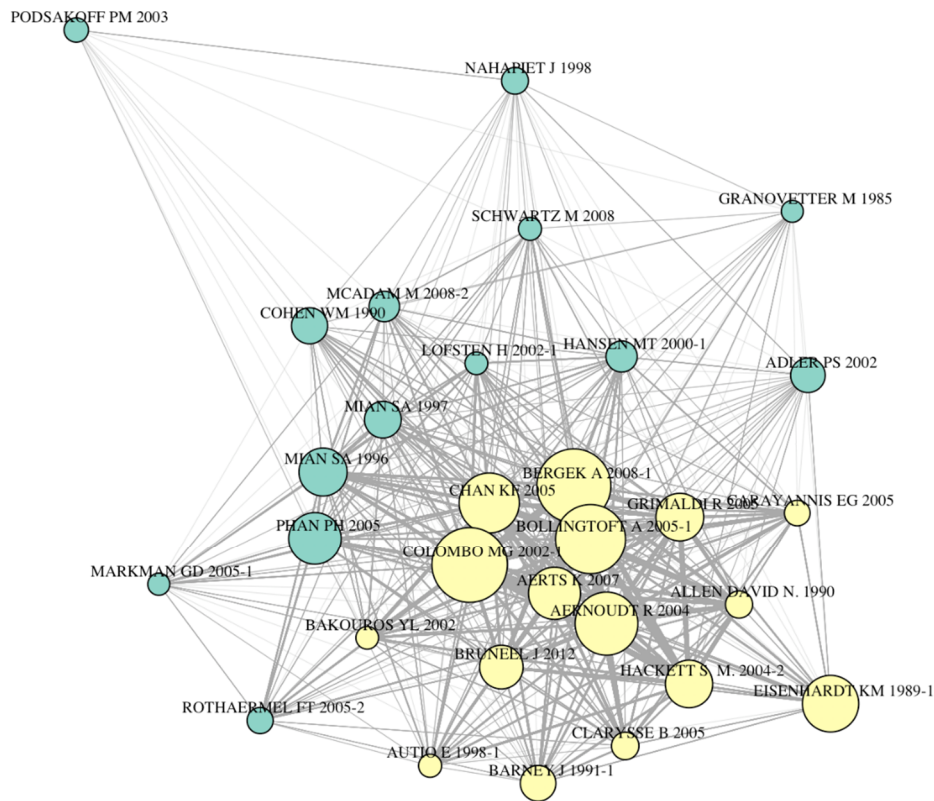 PODSAKOFF PM 2003
NAHAPIET J 1998
GRANOVETTER M 1985
SCHWARTZ M 2008
MCADAM M 2008-2
COHEN WM 1990
LOFSTEN H 2002-1
HANSEN MT 2000-1
ADLER PS 2002
MIAN SA 1997
MIAN SA 1996
BERGEK A 2008-1
CHAN KF 2005
GRIMALDI R 2005
CARAYANNIS EG 2005
PHAN PH 2005
BOLLINGTOFT A 2005-1
COLOMBO MG 2002-1
MARKMAN GD 2005-1
AERTS K 2007
ALLEN DAVID N. 1990
AERNOUDT R 2004
BAKOUROS YL 2002
BRUNEEL J 2012
HACKETT S. M. 2004-2
EISENHARDT KM 1989-1
ROTHAERMEL FT 2005-2
CLARYSSE B 2005
AUTIO E 1998-1
BARNEY J 1991-1